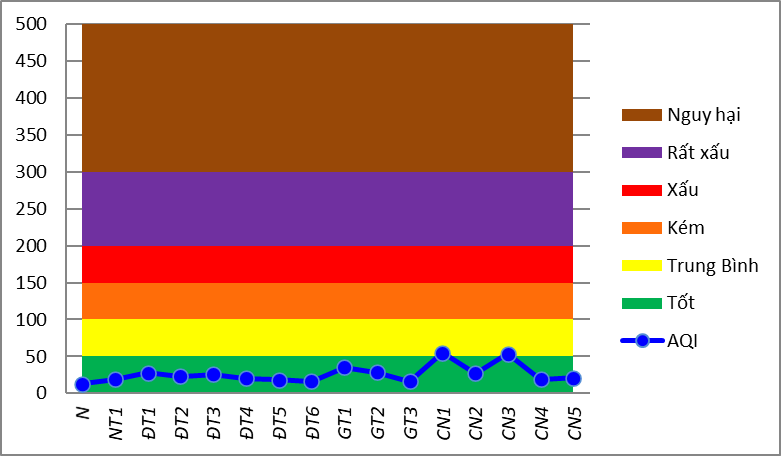 500
450
400
350
300
250
200
150
100
50
0
N
NT1
ĐT1
ĐT2
ĐT3
ĐT4
ĐT5
ĐT6
GT1
GT2
GT3
CN1
CN2
CN3
CN4
CN5
Nguy hại
Rất xấu
Xấu
Kém
Trung Bình
Tốt
AQI